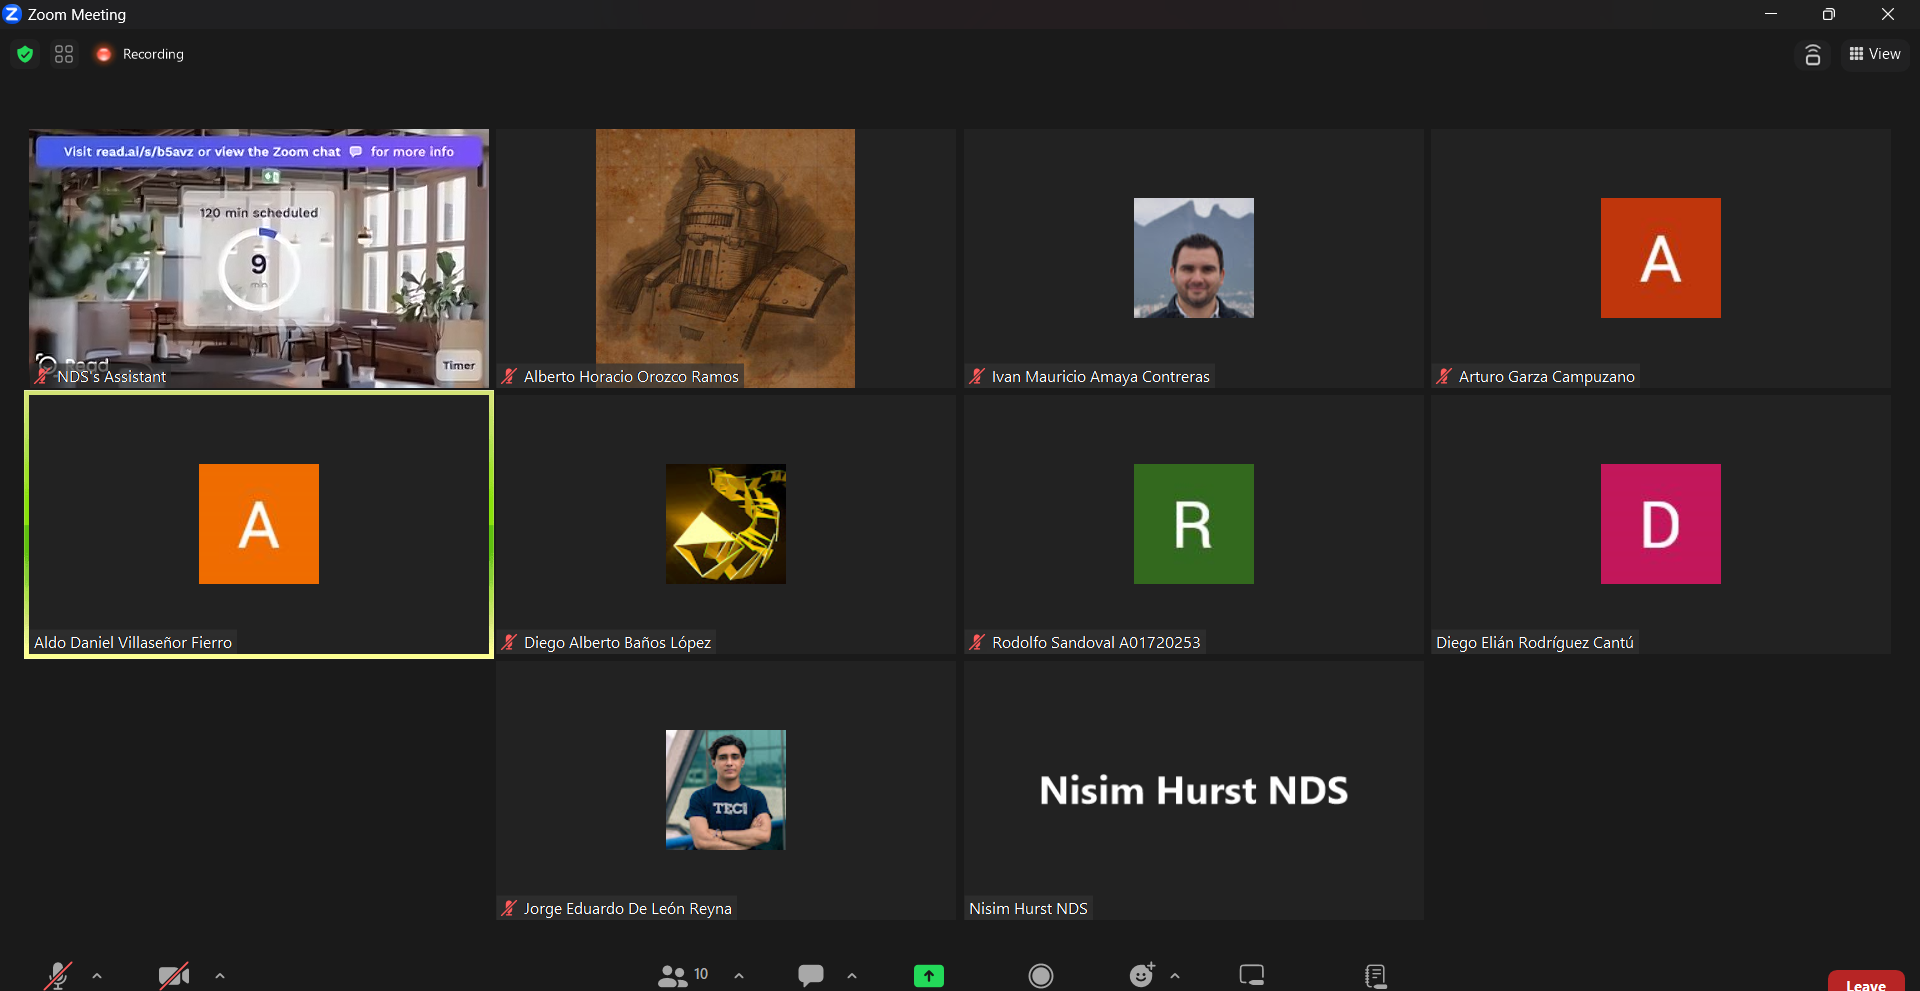 Zoom Meeting
Recording
View
Visit read.ai/s/b5avz or view the Zoom chat for more info
120 min scheduled
9
min
Read
Timer
NDS's Assistant
Alberto Horacio Orozco Ramos
Ivan Mauricio Amaya Contreras
A
Arturo Garza Campuzano
A
Aldo Daniel Villaseñor Fierro
Diego Alberto Baños López
R
Rodolfo Sandoval A01720253
D
Diego Elián Rodríguez Cantú
TEC
Jorge Eduardo De León Reyna
Nisim Hurst NDS
Nisim Hurst NDS
10
Leave